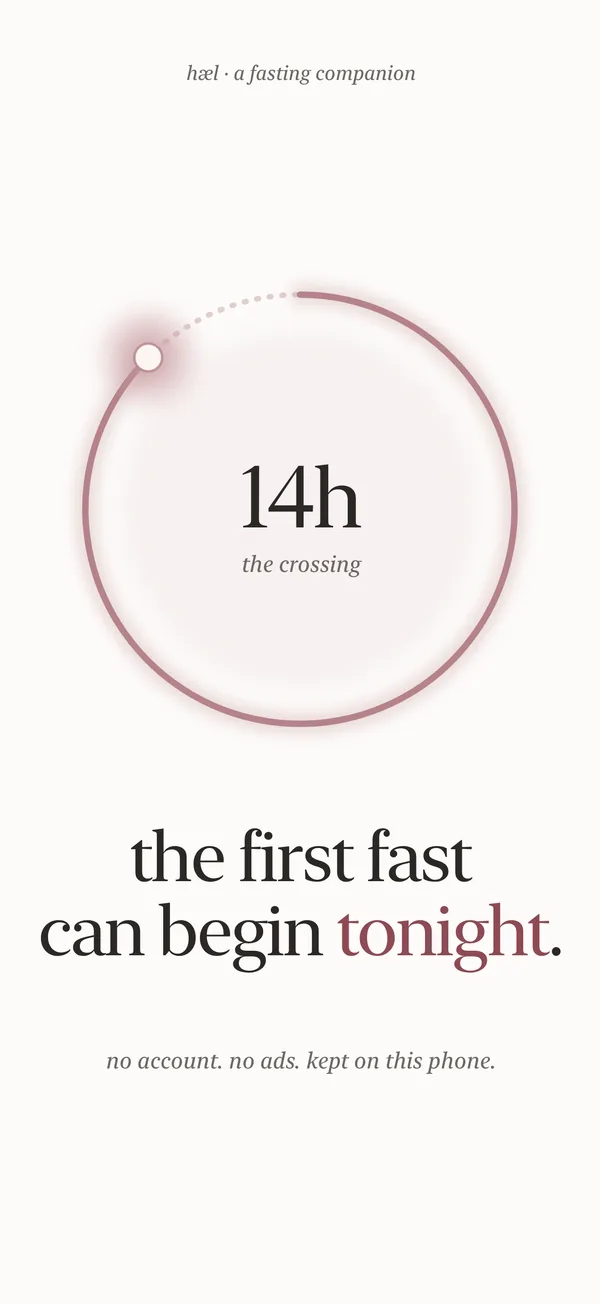 hæl · a fasting companion
14h
the crossing
the first fast
can begin tonight.
no account. no ads. kept on this phone.